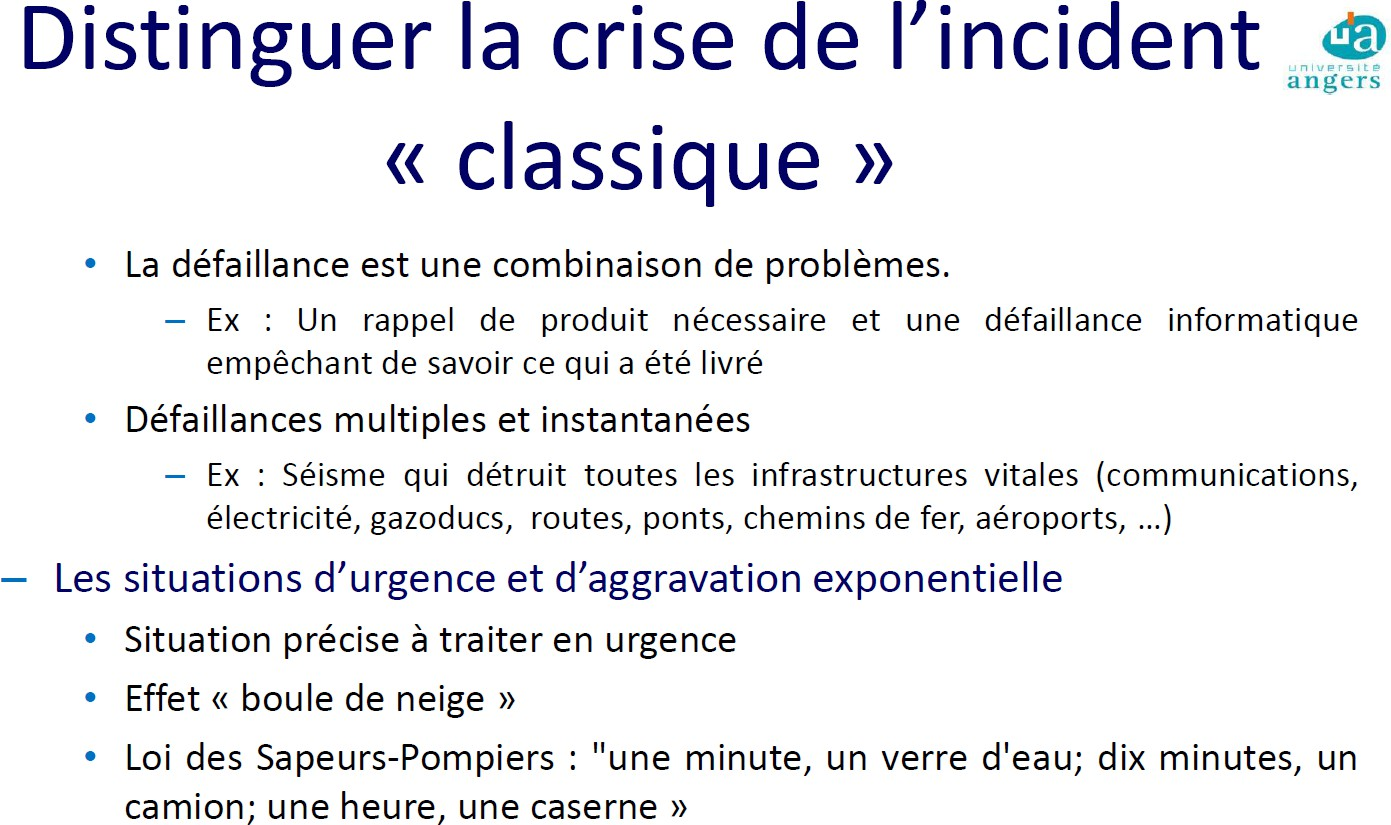 Distinguer la crise de l’incident
« classique »
université
angers
• La défaillance est une combinaison de problèmes.
– Ex : Un rappel de produit nécessaire et une défaillance informatique
empêchant de savoir ce qui a été livré
• Défaillances multiples et instantanées
– Ex : Séisme qui détruit toutes les infrastructures vitales (communications,
électricité, gazoducs, routes, ponts, chemins de fer, aéroports, …)
– Les situations d’urgence et d’aggravation exponentielle
• Situation précise à traiter en urgence
• Effet « boule de neige »
• Loi des Sapeurs-Pompiers : "une minute, un verre d'eau; dix minutes, un
camion; une heure, une caserne »